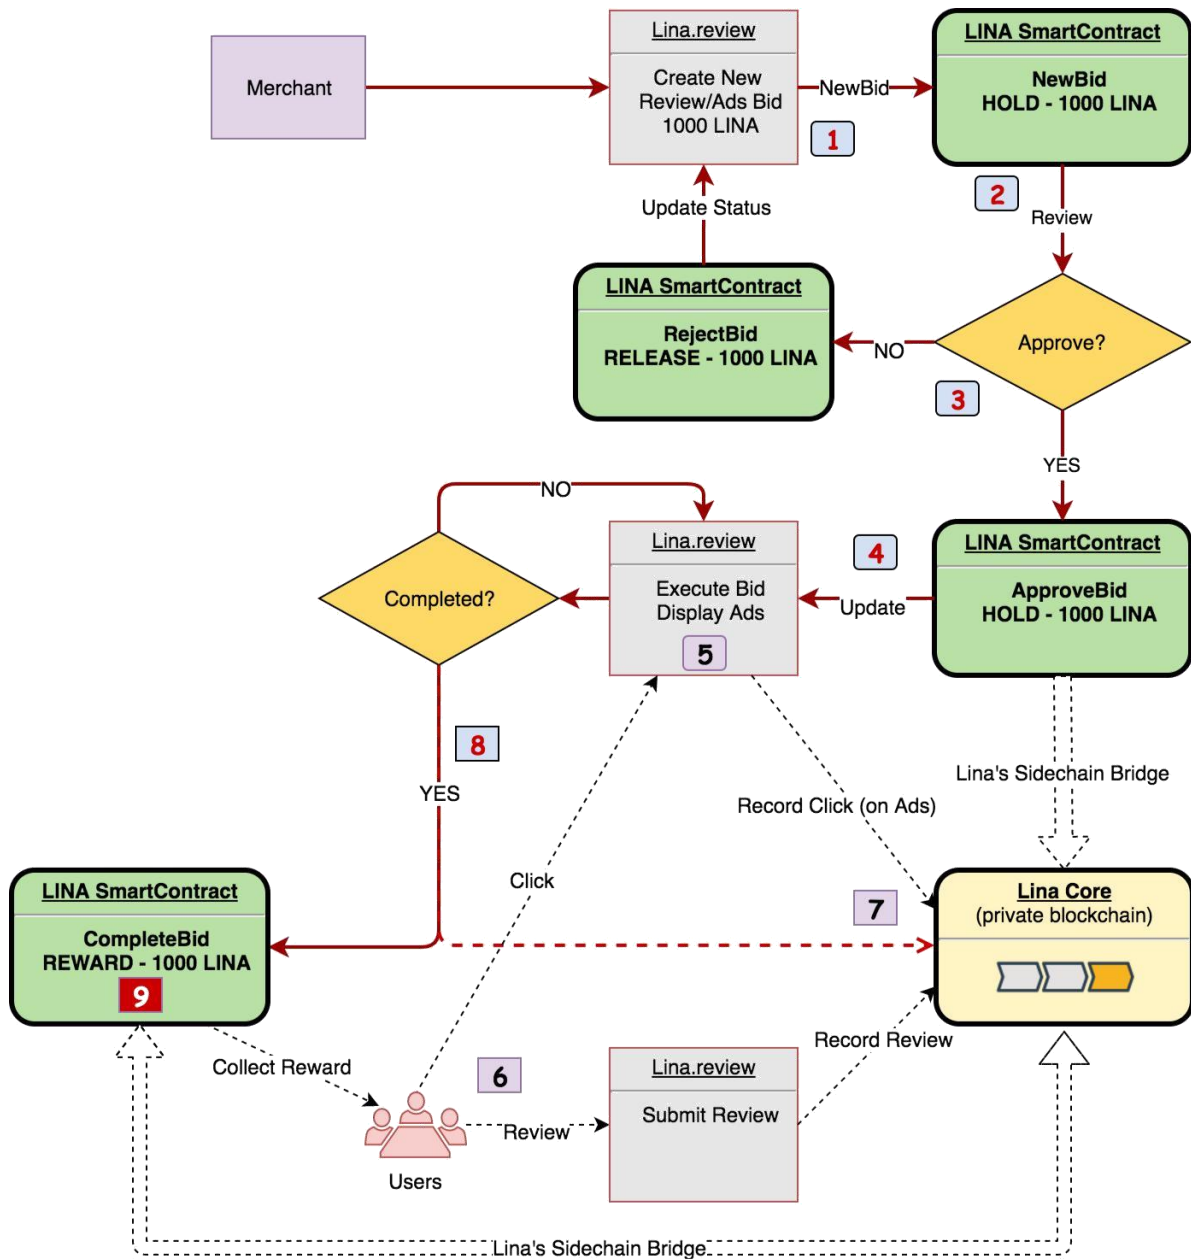 Merchant
Lina.review
Create New
Review/Ads Bid
1000 LINA
NewBid
1
LINA SmartContract
NewBid
HOLD - 1000 LINA
2
Review
Update Status
LINA SmartContract
RejectBid
RELEASE - 1000 LINA
NO
Approve?
3
YES
NO
Completed?
Lina.review
Execute Bid
Display Ads
5
4
Update
LINA SmartContract
ApproveBid
HOLD - 1000 LINA
8
YES
Lina's Sidechain Bridge
Record Click (on Ads)
Click
7
LINA SmartContract
CompleteBid
REWARD - 1000 LINA
9
Lina Core
(private blockchain)
Collect Reward
6
Review
Users
Lina.review
Submit Review
Record Review
Lina's Sidechain Bridge